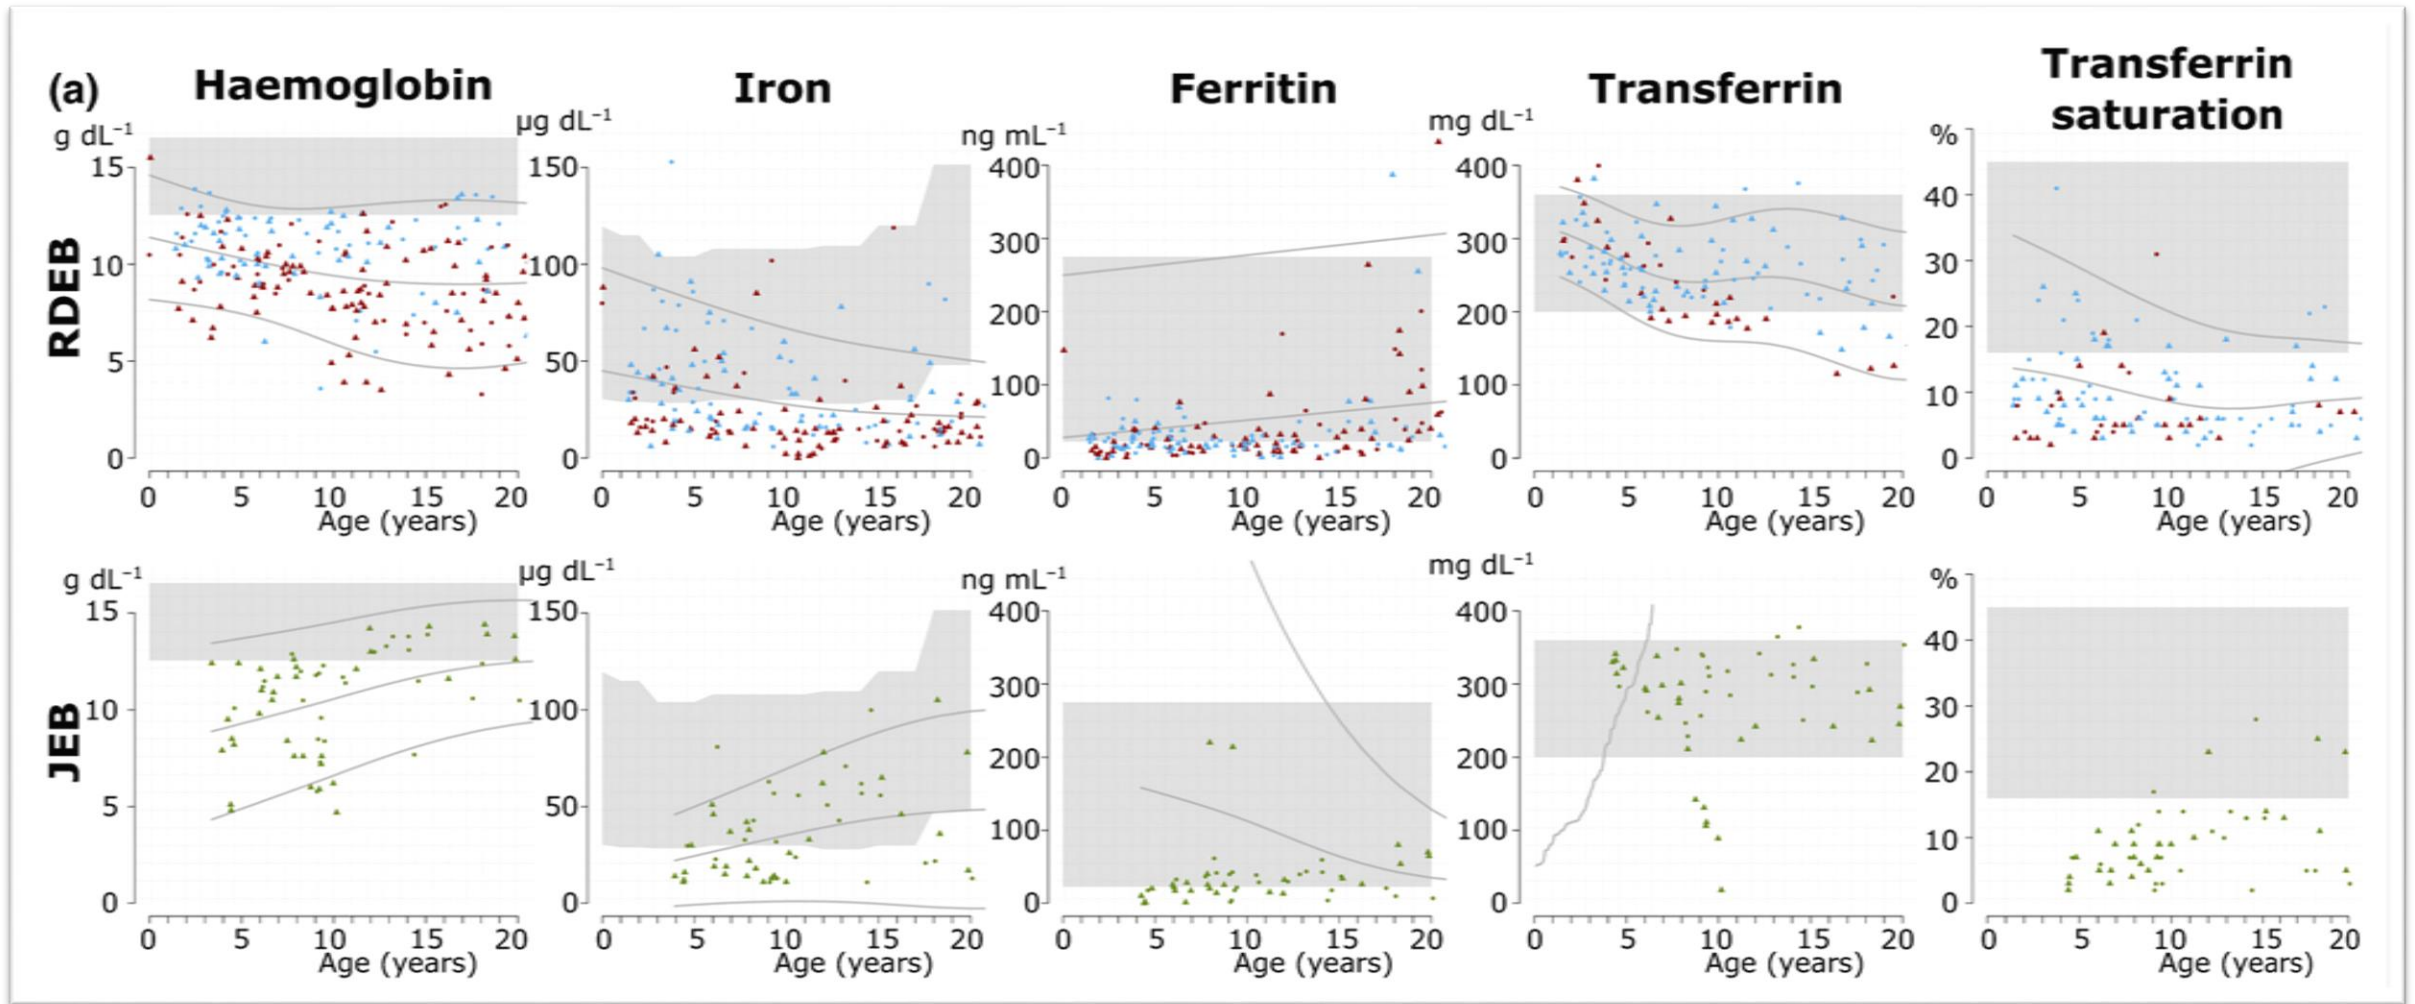 (a)
Haemoglobin
Iron
Ferritin
Transferrin
Transferrin
saturation
RDEB
g dL⁻¹
15
10
5
0
0 5 10 15 20
Age (years)
µg dL⁻¹
150
100
50
0
0 5 10 15 20
Age (years)
ng mL⁻¹
400
300
200
100
0
0 5 10 15 20
Age (years)
mg dL⁻¹
400
300
200
100
0
0 5 10 15 20
Age (years)
%
40
30
20
10
0
0 5 10 15 20
Age (years)
JEB
g dL⁻¹
15
10
5
0
0 5 10 15 20
Age (years)
µg dL⁻¹
150
100
50
0
0 5 10 15 20
Age (years)
ng mL⁻¹
400
300
200
100
0
0 5 10 15 20
Age (years)
mg dL⁻¹
400
300
200
100
0
0 5 10 15 20
Age (years)
%
40
30
20
10
0
0 5 10 15 20
Age (years)